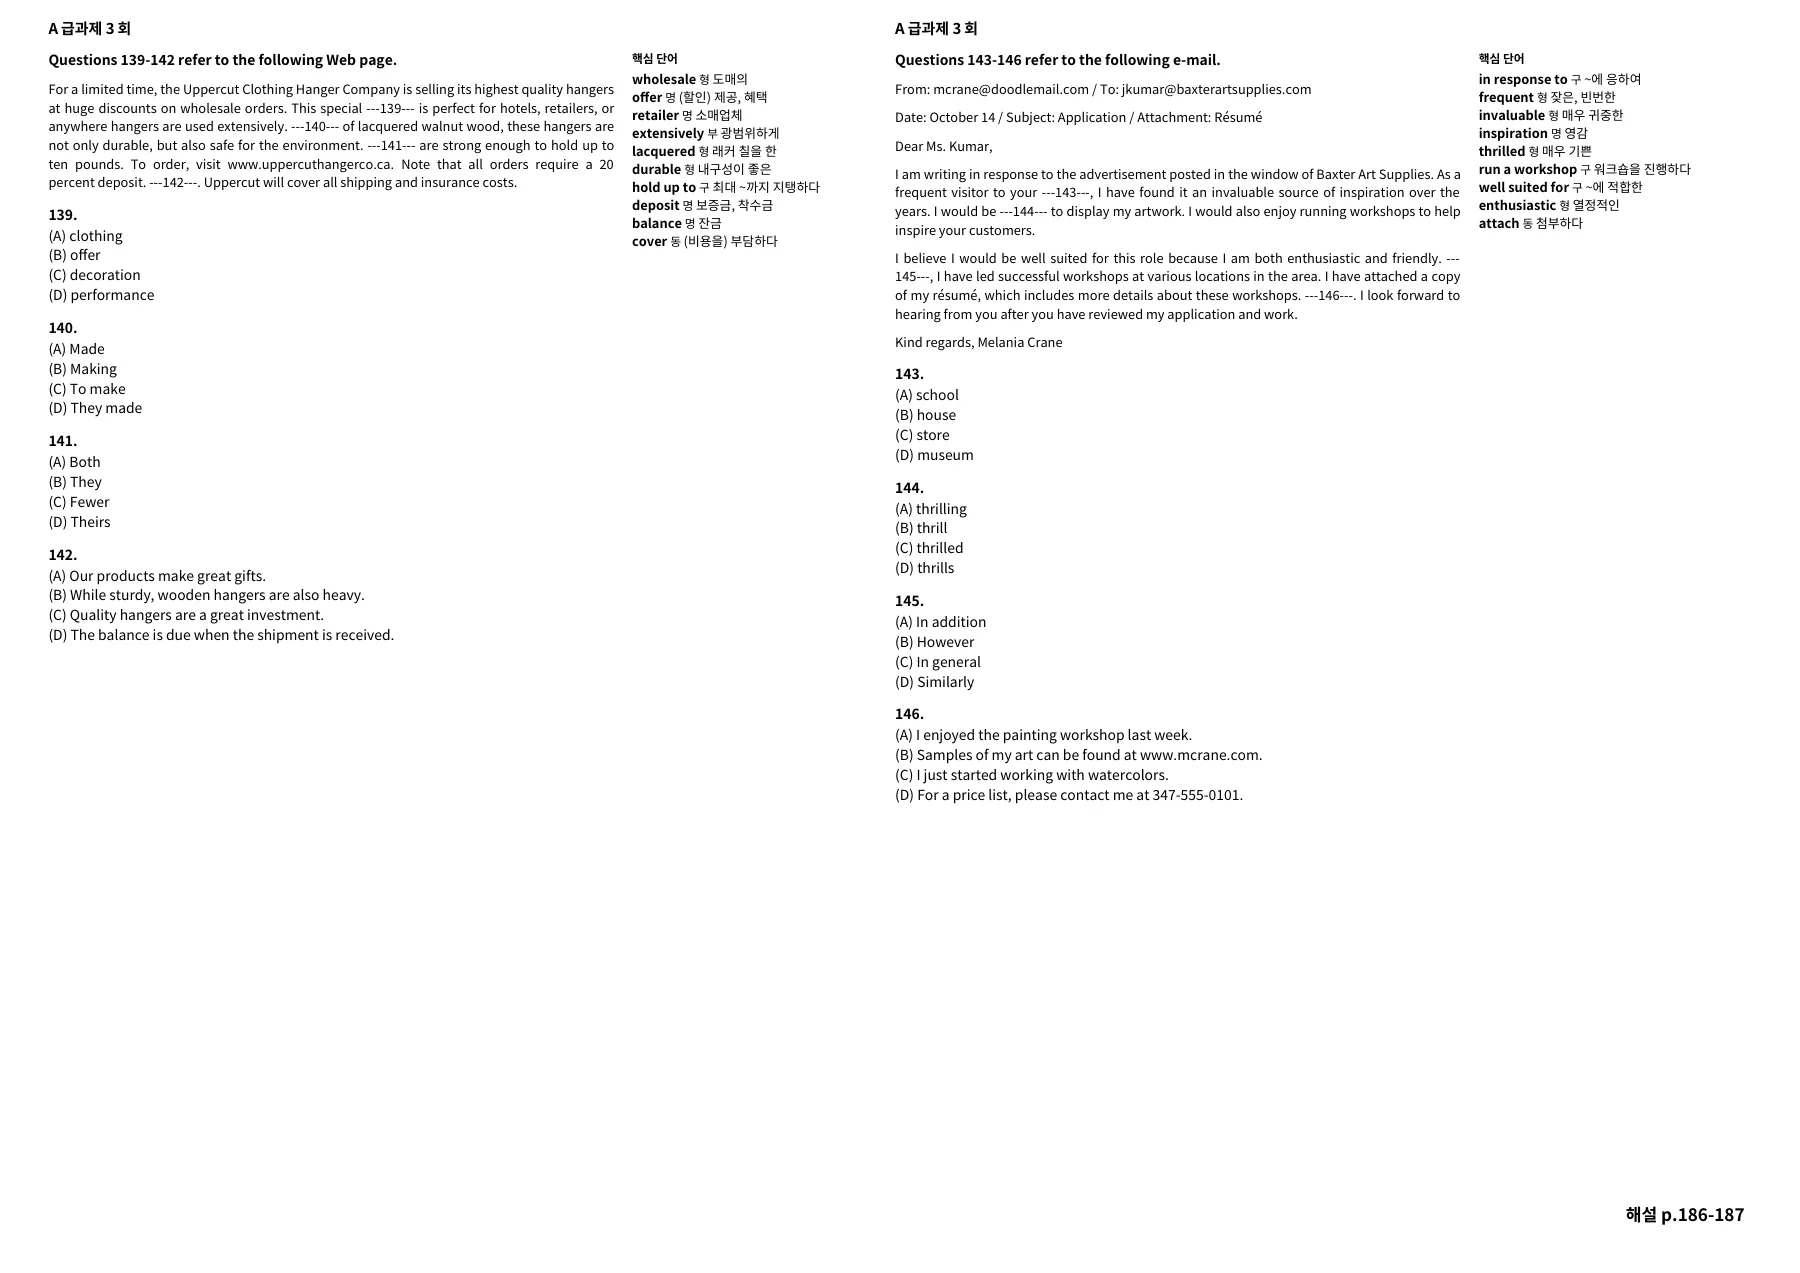 A 급과제 3 회
Questions 139-142 refer to the following Web page.
For a limited time, the Uppercut Clothing Hanger Company is selling its highest quality hangers
at huge discounts on wholesale orders. This special ---139--- is perfect for hotels, retailers, or
anywhere hangers are used extensively. ---140--- of lacquered walnut wood, these hangers are
not only durable, but also safe for the environment. ---141--- are strong enough to hold up to
ten pounds. To order, visit www.uppercuthangerco.ca. Note that all orders require a 20
percent deposit. ---142---. Uppercut will cover all shipping and insurance costs.
139.
(A) clothing
(B) offer
(C) decoration
(D) performance
140.
(A) Made
(B) Making
(C) To make
(D) They made
141.
(A) Both
(B) They
(C) Fewer
(D) Theirs
142.
(A) Our products make great gifts.
(B) While sturdy, wooden hangers are also heavy.
(C) Quality hangers are a great investment.
(D) The balance is due when the shipment is received.
핵심 단어
wholesale 형 도매의
offer 명 (할인) 제공, 혜택
retailer 명 소매업체
extensively 부 광범위하게
lacquered 형 래커 칠을 한
durable 형 내구성이 좋은
hold up to 구 최대 ~까지 지탱하다
deposit 명 보증금, 착수금
balance 명 잔금
cover 동 (비용을) 부담하다
A 급과제 3 회
Questions 143-146 refer to the following e-mail.
From: mcrane@doodlemail.com / To: jkumar@baxterartsupplies.com
Date: October 14 / Subject: Application / Attachment: Résumé
Dear Ms. Kumar,
I am writing in response to the advertisement posted in the window of Baxter Art Supplies. As a
frequent visitor to your ---143---, I have found it an invaluable source of inspiration over the
years. I would be ---144--- to display my artwork. I would also enjoy running workshops to help
inspire your customers.
I believe I would be well suited for this role because I am both enthusiastic and friendly. ---
145---, I have led successful workshops at various locations in the area. I have attached a copy
of my résumé, which includes more details about these workshops. ---146---. I look forward to
hearing from you after you have reviewed my application and work.
Kind regards, Melania Crane
143.
(A) school
(B) house
(C) store
(D) museum
144.
(A) thrilling
(B) thrill
(C) thrilled
(D) thrills
145.
(A) In addition
(B) However
(C) In general
(D) Similarly
146.
(A) I enjoyed the painting workshop last week.
(B) Samples of my art can be found at www.mcrane.com.
(C) I just started working with watercolors.
(D) For a price list, please contact me at 347-555-0101.
핵심 단어
in response to 구 ~에 응하여
frequent 형 잦은, 빈번한
invaluable 형 매우 귀중한
inspiration 명 영감
thrilled 형 매우 기쁜
run a workshop 구 워크숍을 진행하다
well suited for 구 ~에 적합한
enthusiastic 형 열정적인
attach 동 첨부하다
해설 p.186-187